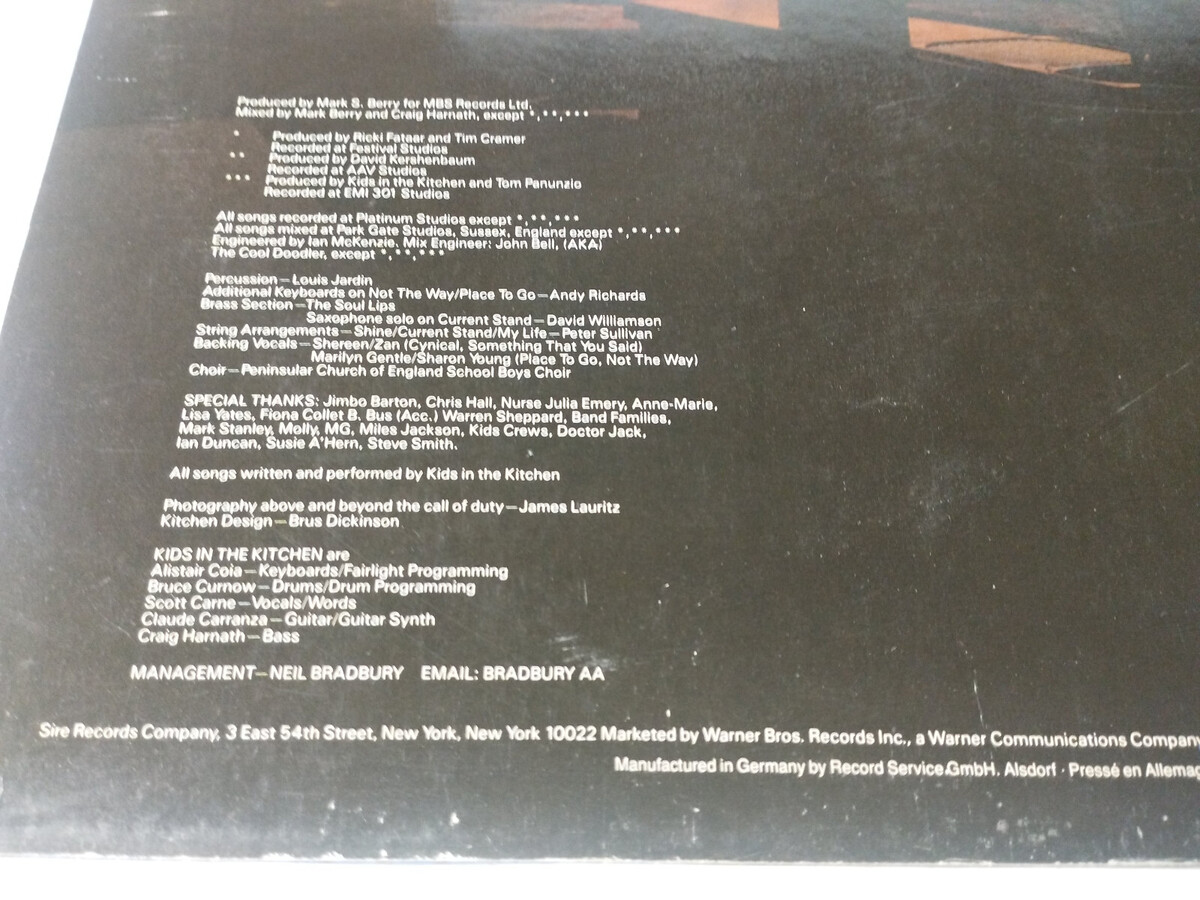 Produced by Mark S. Berry for MBS Records Ltd.
Mixed by Mark Berry and Craig Harnath, except *,**,***
* Produced by Ricki Fataar and Tim Cramer
Recorded at Festival Studios
** Produced by David Kershenbaum
Recorded at AAV Studios
*** Produced by Kids in the Kitchen and Tom Panunzio
Recorded at EMI 301 Studios
All songs recorded at Platinum Studios except *,**,***
All songs mixed at Park Gate Studios, Sussex, England except *,**,***
Engineered by Ian McKenzie. Mix Engineer: John Bell, (AKA)
The Cool Doodler, except *,**,***
Percussion—Louis Jardin
Additional Keyboards on Not The Way/Place To Go—Andy Richards
Brass Section—The Soul Lips
Saxophone solo on Current Stand—David Williamson
String Arrangements—Shine/Current Stand/My Life—Peter Sullivan
Backing Vocals—Shereen/Zan (Cynical, Something That You Said)
Marilyn Gentle/Sharon Young (Place To Go, Not The Way)
Choir—Peninsular Church of England School Boys Choir
SPECIAL THANKS: Jimbo Barton, Chris Hall, Nurse Julia Emery, Anne-Marie,
Lisa Yates, Fiona Collet B. Bus (Acc.) Warren Sheppard, Band Families,
Mark Stanley, Molly, MG, Miles Jackson, Kids Crews, Doctor Jack,
Ian Duncan, Susie A'Hern, Steve Smith.
All songs written and performed by Kids in the Kitchen
Photography above and beyond the call of duty—James Lauritz
Kitchen Design—Brus Dickinson
KIDS IN THE KITCHEN are
Alistair Coia—Keyboards/Fairlight Programming
Bruce Curnow—Drums/Drum Programming
Scott Carne—Vocals/Words
Claude Carranza—Guitar/Guitar Synth
Craig Harnath—Bass
MANAGEMENT—NEIL BRADBURY EMAIL: BRADBURY AA
Sire Records Company, 3 East 54th Street, New York, New York 10022 Marketed by Warner Bros. Records Inc., a Warner Communications Company
Manufactured in Germany by Record Service GmbH. Alsdorf · Pressé en Allemag